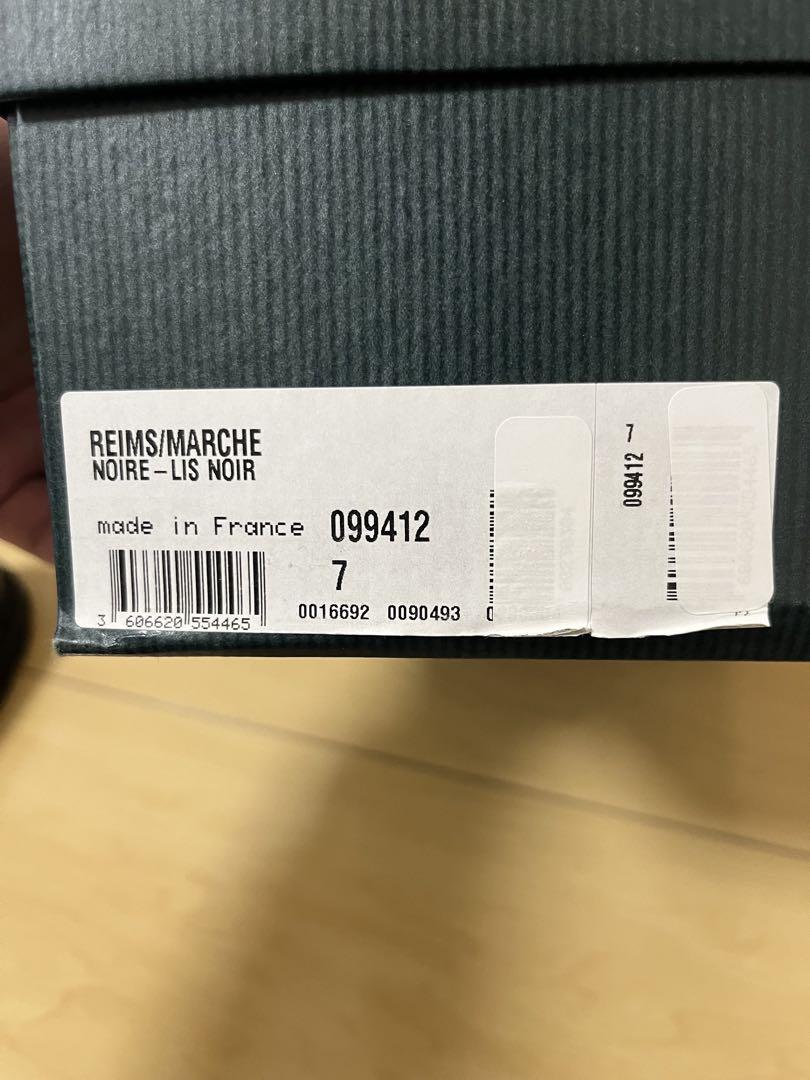 REIMS/MARCHE
NOIRE-LIS NOIR
made in France 099412
7
3 606620 554465
0016692 0090493
7
099412